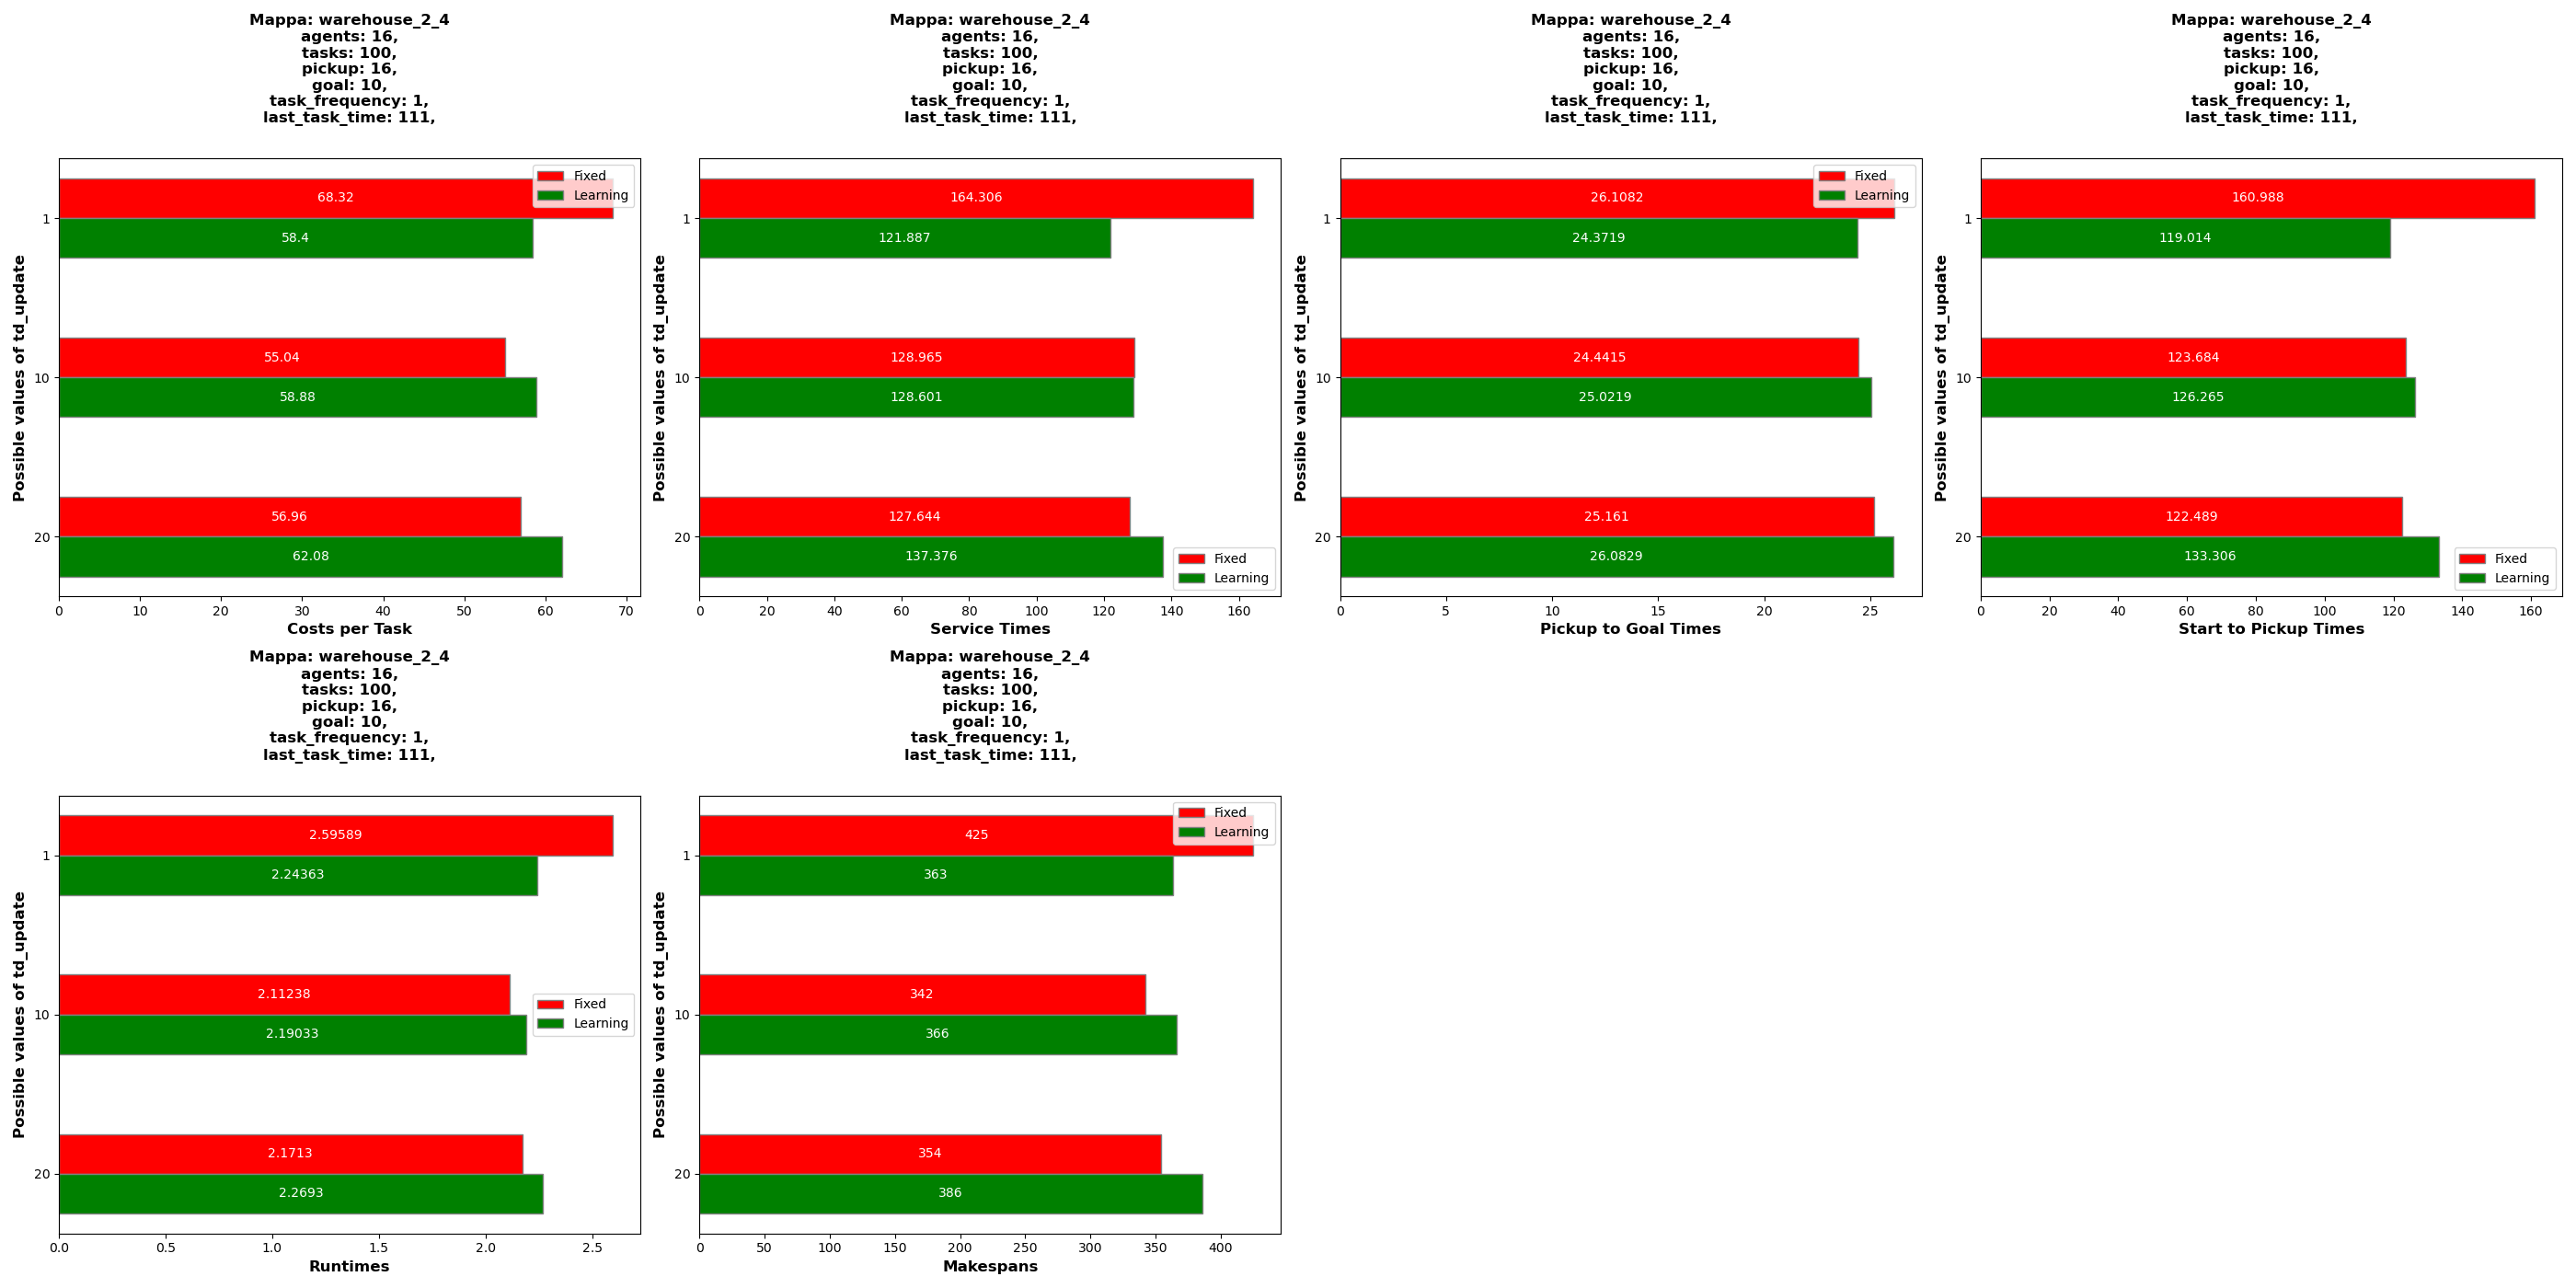 Mappa: warehouse_2_4
agents: 16,
tasks: 100,
pickup: 16,
goal: 10,
task_frequency: 1,
last_task_time: 111,
Possible values of td_update
1
10
20
68.32
58.4
55.04
58.88
56.96
62.08
Fixed
Learning
0 10 20 30 40 50 60 70
Costs per Task
Mappa: warehouse_2_4
agents: 16,
tasks: 100,
pickup: 16,
goal: 10,
task_frequency: 1,
last_task_time: 111,
Possible values of td_update
1
10
20
164.306
121.887
128.965
128.601
127.644
137.376
Fixed
Learning
0 20 40 60 80 100 120 140 160
Service Times
Mappa: warehouse_2_4
agents: 16,
tasks: 100,
pickup: 16,
goal: 10,
task_frequency: 1,
last_task_time: 111,
Possible values of td_update
1
10
20
26.1082
24.3719
24.4415
25.0219
25.161
26.0829
Fixed
Learning
0 5 10 15 20 25
Pickup to Goal Times
Mappa: warehouse_2_4
agents: 16,
tasks: 100,
pickup: 16,
goal: 10,
task_frequency: 1,
last_task_time: 111,
Possible values of td_update
1
10
20
160.988
119.014
123.684
126.265
122.489
133.306
Fixed
Learning
0 20 40 60 80 100 120 140 160
Start to Pickup Times
Mappa: warehouse_2_4
agents: 16,
tasks: 100,
pickup: 16,
goal: 10,
task_frequency: 1,
last_task_time: 111,
Possible values of td_update
1
10
20
2.59589
2.24363
2.11238
2.19033
2.1713
2.2693
Fixed
Learning
0.0 0.5 1.0 1.5 2.0 2.5
Runtimes
Mappa: warehouse_2_4
agents: 16,
tasks: 100,
pickup: 16,
goal: 10,
task_frequency: 1,
last_task_time: 111,
Possible values of td_update
1
10
20
425
363
342
366
354
386
Fixed
Learning
0 50 100 150 200 250 300 350 400
Makespans